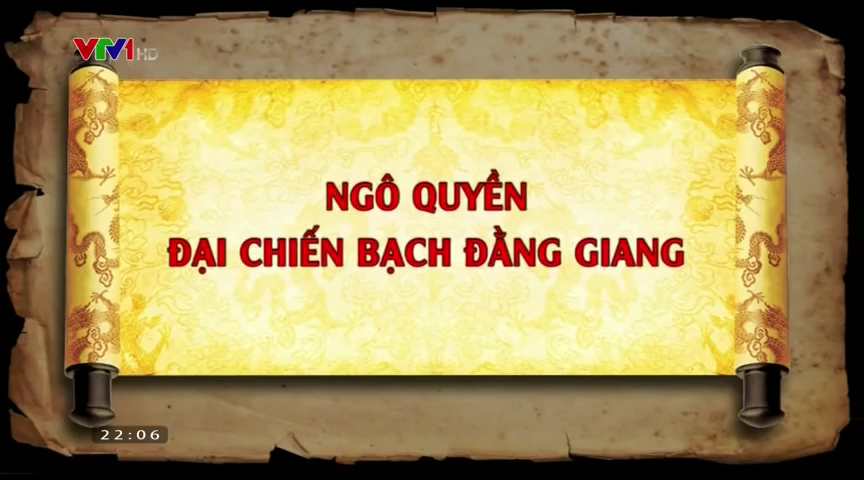 VTV1 HD
NGÔ QUYỀN
ĐẠI CHIẾN BẠCH ĐẰNG GIANG
22:06